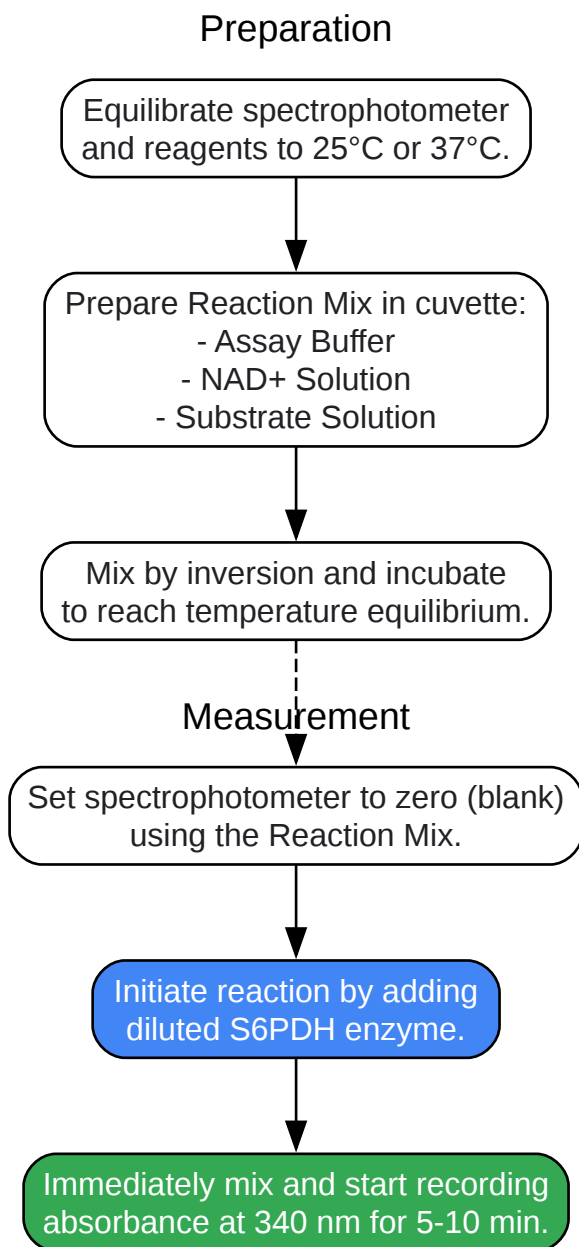 Preparation
Equilibrate spectrophotometer
and reagents to 25°C or 37°C.
Prepare Reaction Mix in cuvette:
- Assay Buffer
- NAD+ Solution
- Substrate Solution
Mix by inversion and incubate
to reach temperature equilibrium.
Measurement
Set spectrophotometer to zero (blank)
using the Reaction Mix.
Initiate reaction by adding
diluted S6PDH enzyme.
Immediately mix and start recording
absorbance at 340 nm for 5-10 min.